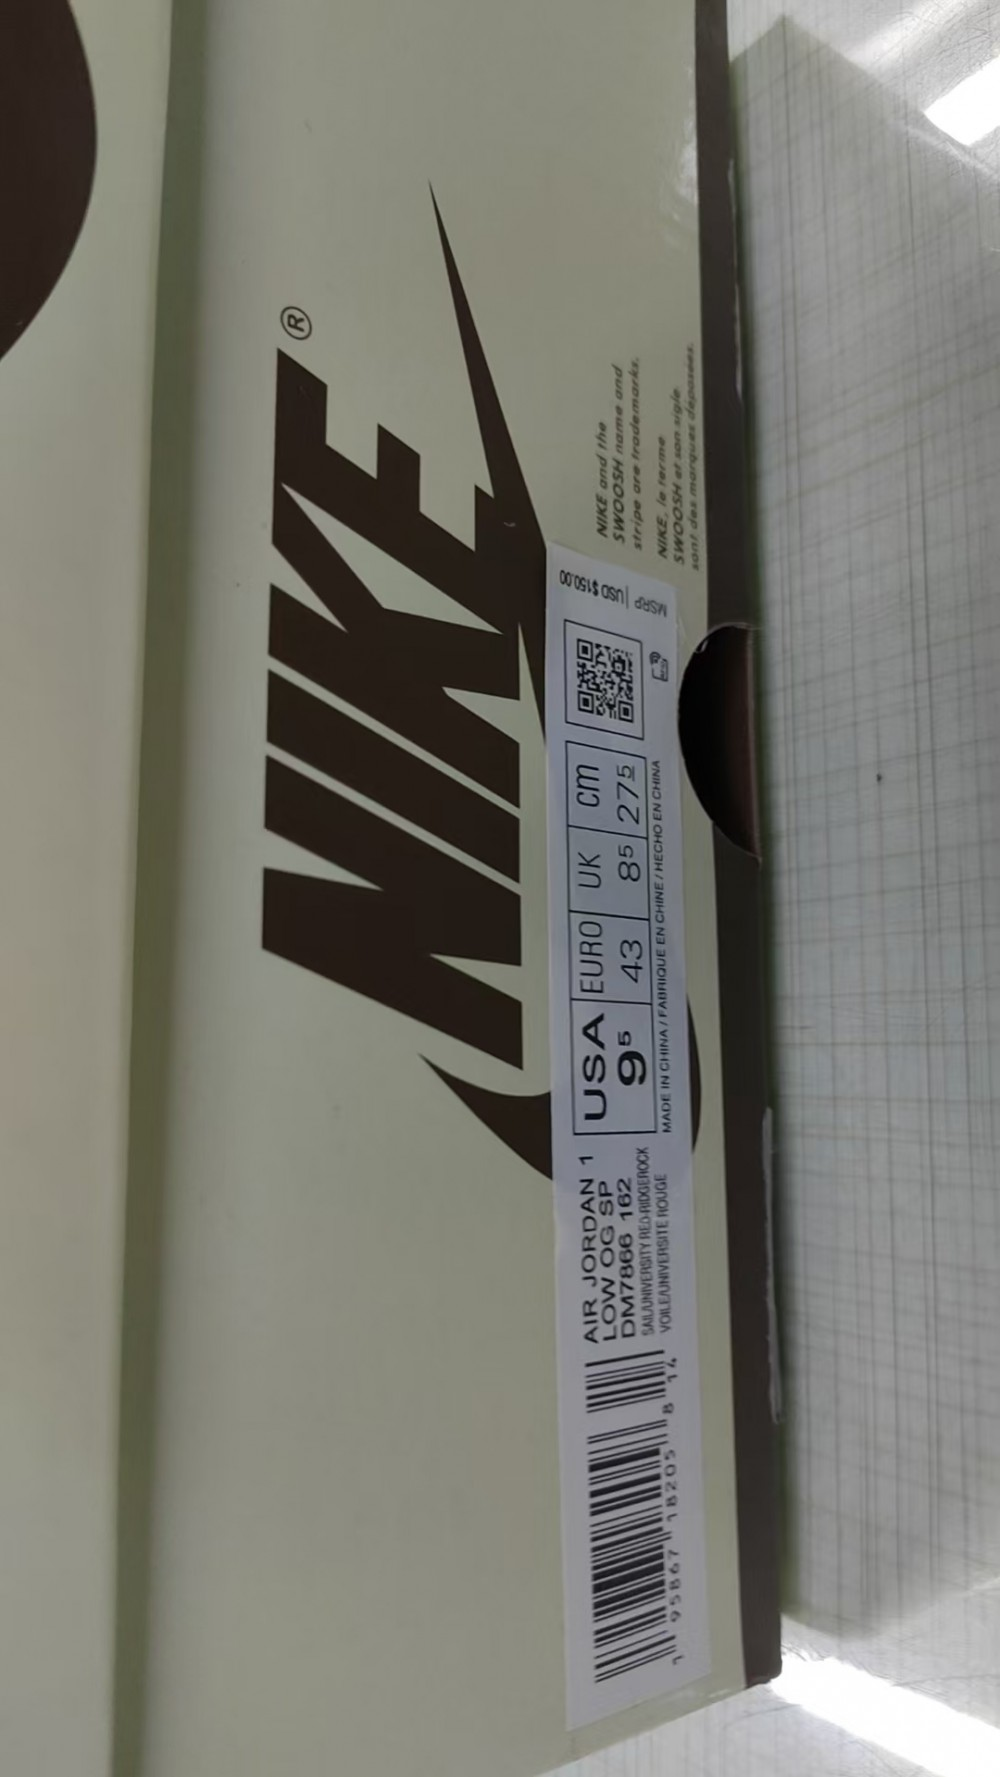 NIKE®
NIKE and the
SWOOSH name and
stripe are trademarks.
NIKE, le terme
SWOOSH et son sigle
sont des marques déposées.
AIR JORDAN 1
LOW OG SP
DM7866 162
SAIL/UNIVERSITY RED-RIDGEROCK
VOILE/UNIVERSITE ROUGE
USA EURO UK cm
95 43 85 275
MADE IN CHINA / FABRIQUE EN CHINE / HECHO EN CHINA
MSRP | USD $150.00
1 95867 18205 8 14